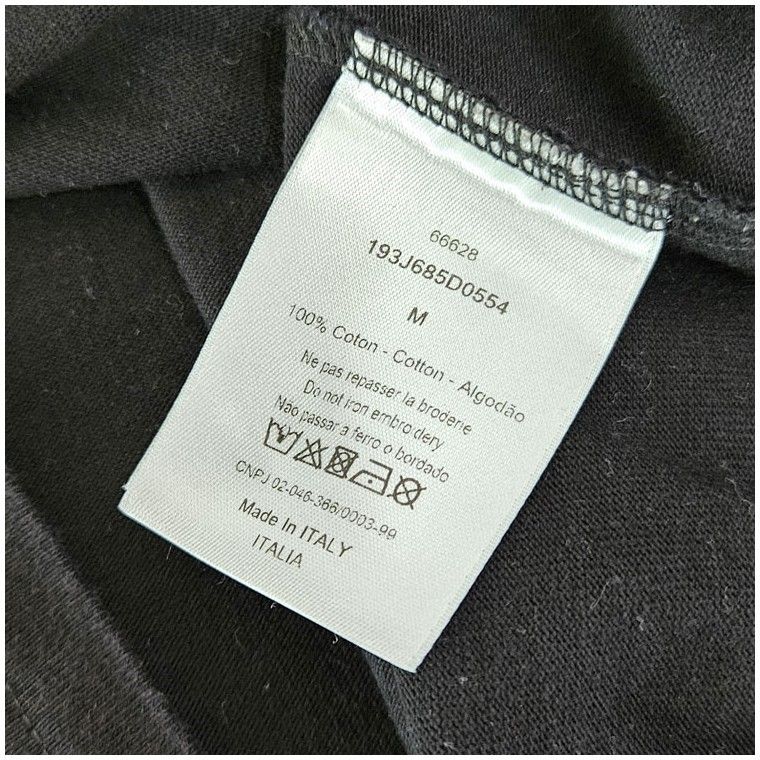 66628
193J685D0554
M
100% Coton - Cotton - Algodão
Ne pas repasser la broderie
Do not iron embro dery
Não passar a ferro o bordado
CNPJ 02-046-366/0003-99
Made In ITALY
ITALIA